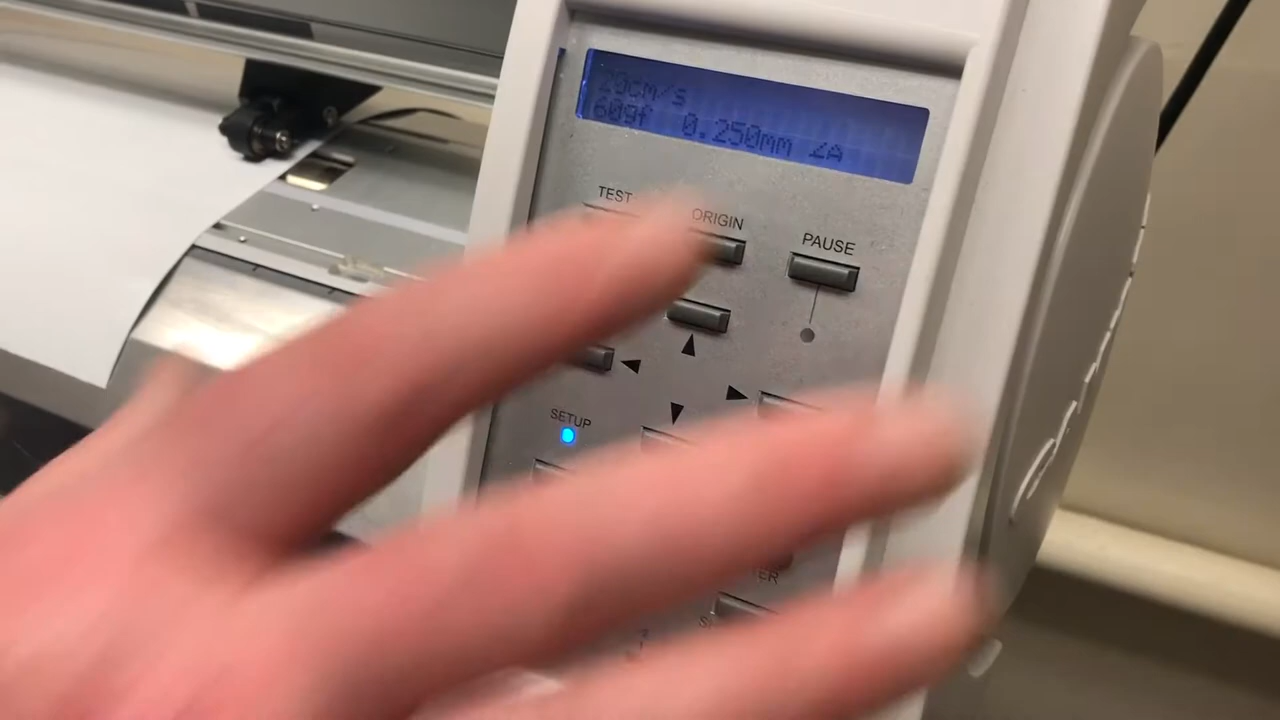 20cm/s
60gf 0.250mm ∠A
TEST
ORIGIN
PAUSE
SETUP